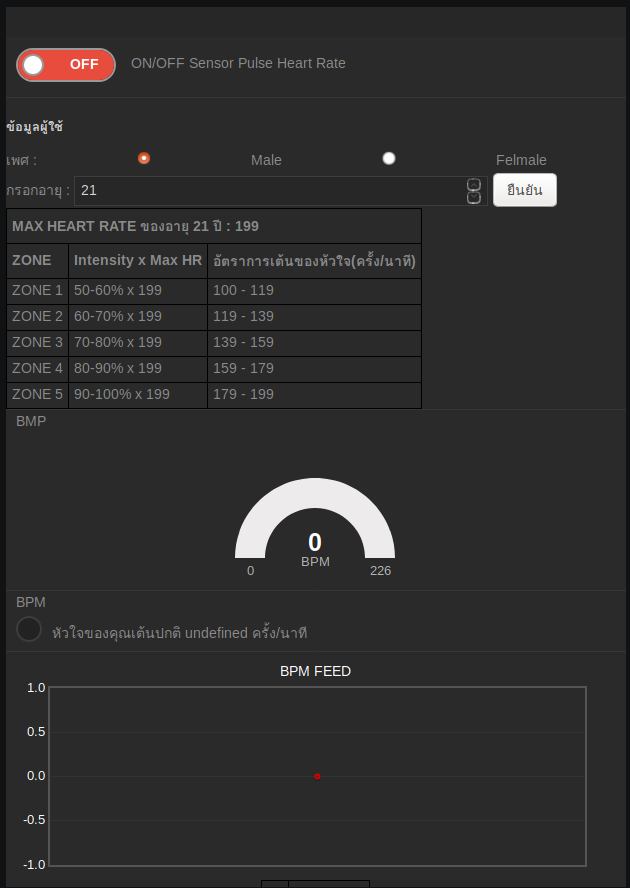 OFF ON/OFF Sensor Pulse Heart Rate
ข้อมูลผู้ใช้
เพศ : Male Felmale
กรอกอายุ : 21 ยืนยัน
MAX HEART RATE ของอายุ 21 ปี : 199
ZONE Intensity x Max HR อัตราการเต้นของหัวใจ(ครั้ง/นาที)
ZONE 1 50-60% x 199 100 - 119
ZONE 2 60-70% x 199 119 - 139
ZONE 3 70-80% x 199 139 - 159
ZONE 4 80-90% x 199 159 - 179
ZONE 5 90-100% x 199 179 - 199
BMP
0
BPM
0 226
BPM
หัวใจของคุณเต้นปกติ undefined ครั้ง/นาที
BPM FEED
1.0
0.5
0.0
-0.5
-1.0